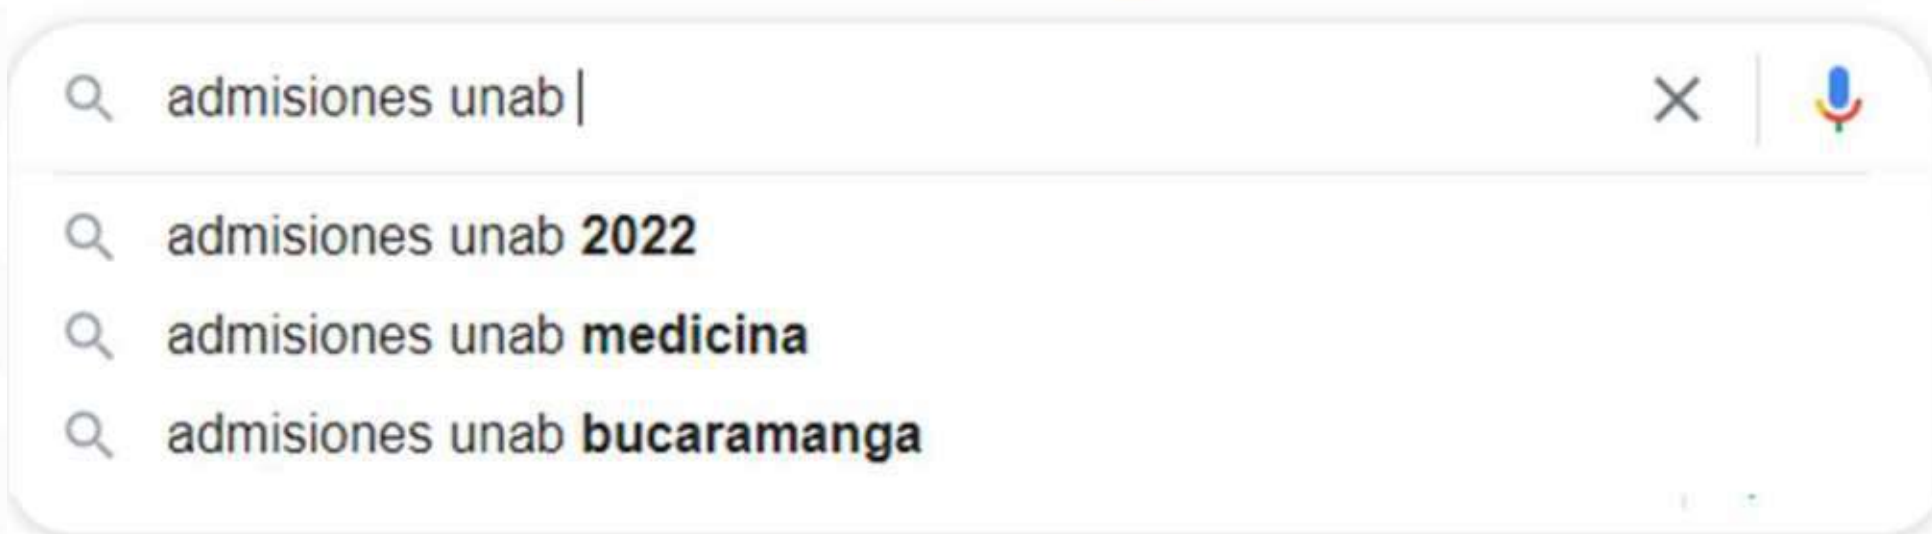 admisiones unab
admisiones unab 2022
admisiones unab medicina
admisiones unab bucaramanga